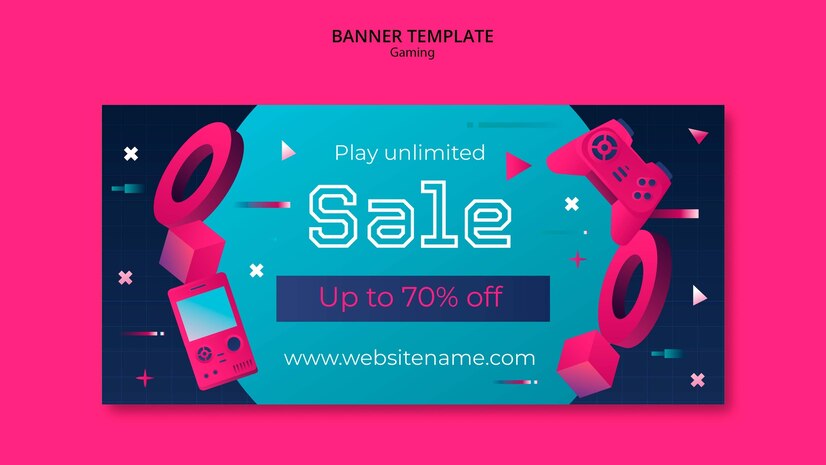 BANNER TEMPLATE
Gaming
Play unlimited
Sale
Up to 70% off
www.websitename.com